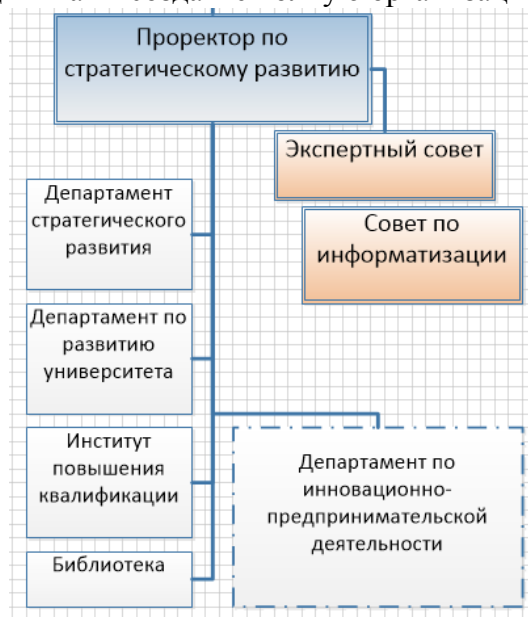 Проректор по
стратегическому развитию
Экспертный совет
Департамент
стратегического
развития
Совет по
информатизации
Департамент по
развитию
университета
Институт
повышения
квалификации
Департамент по
инновационно-
предпринимательской
деятельности
Библиотека